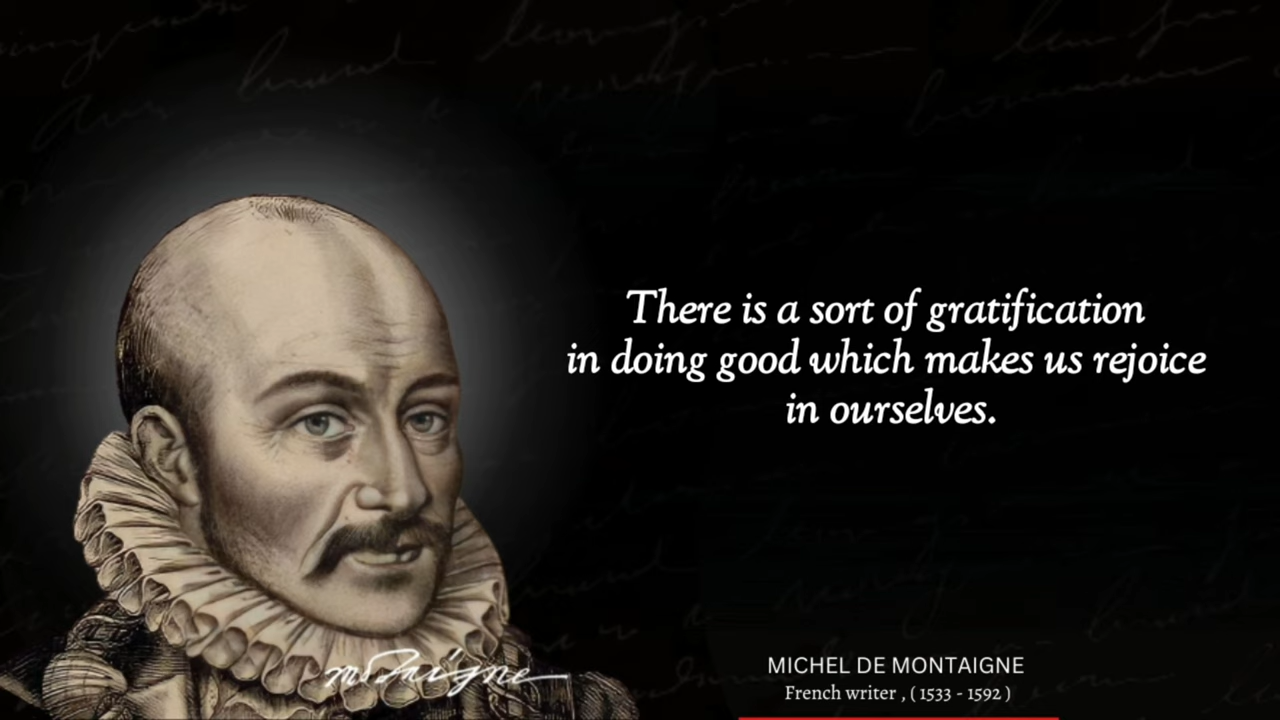 There is a sort of gratification
in doing good which makes us rejoice
in ourselves.
MICHEL DE MONTAIGNE
French writer , ( 1533 - 1592 )